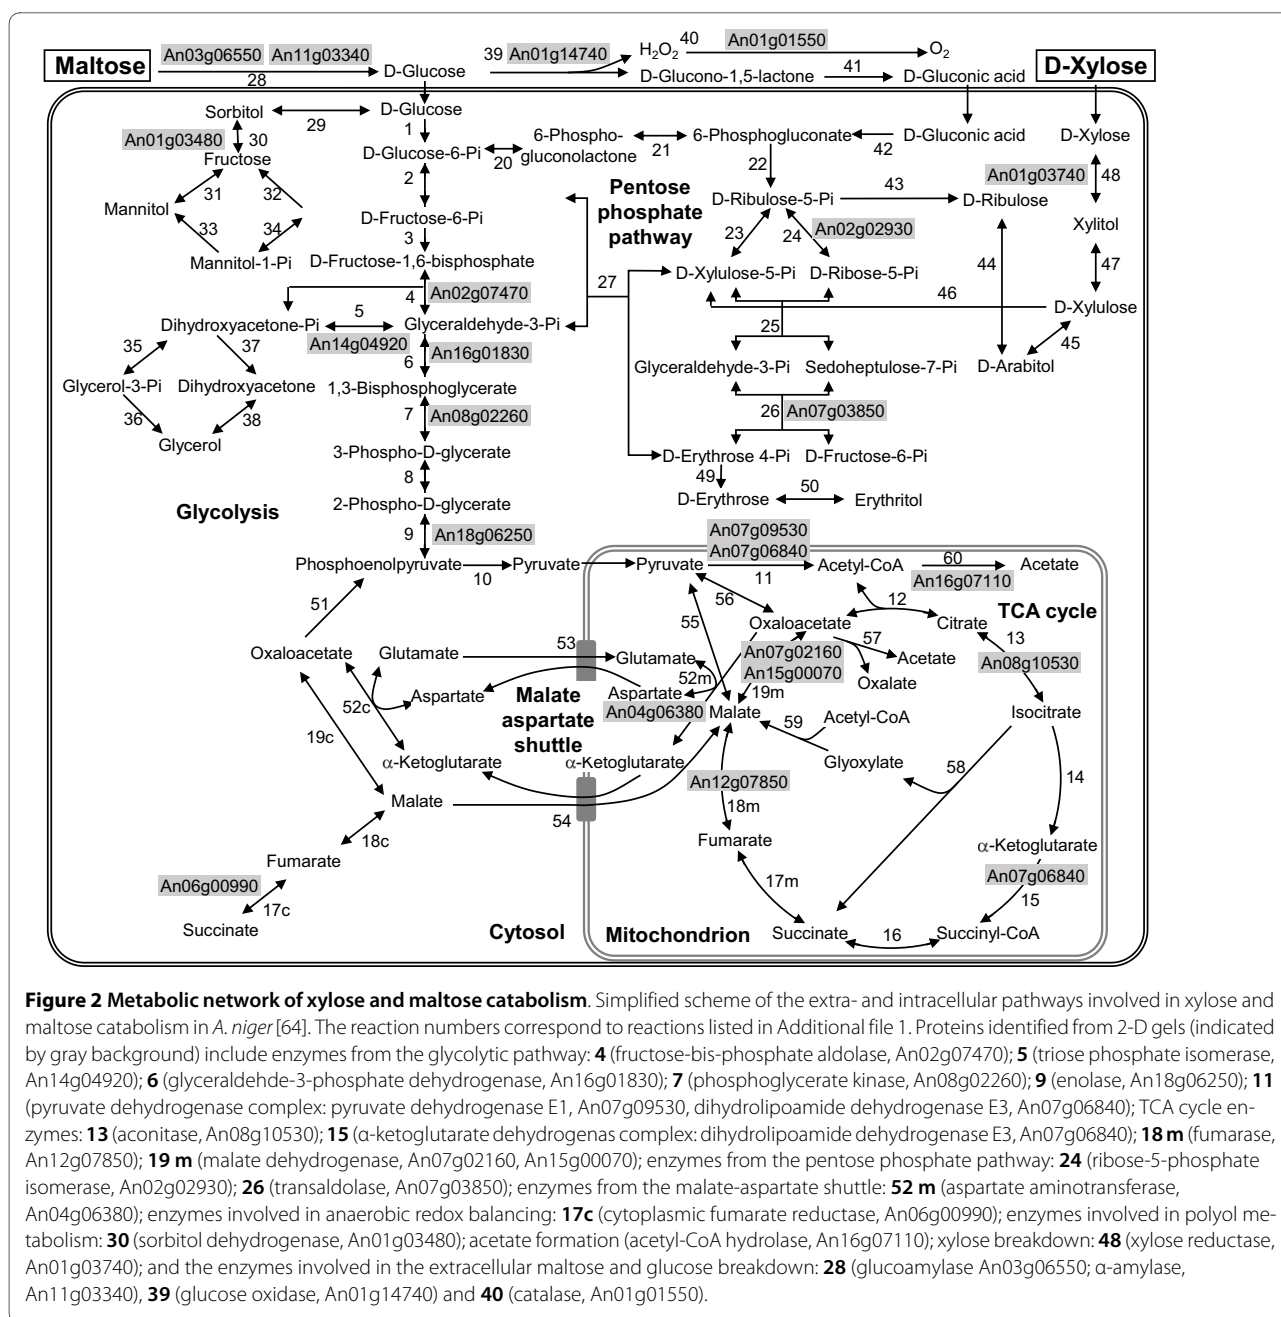 An03g06550 An11g03340
39 An01g14740
H2O2 40 An01g01550 O2
Maltose 28 D-Glucose
D-Glucono-1,5-lactone 41 D-Gluconic acid
D-Xylose
Sorbitol 29 D-Glucose
An01g03480 30
1
Fructose
D-Glucose-6-Pi 20
6-Phospho-
gluconolactone
21 6-Phosphogluconate 42 D-Gluconic acid
D-Xylose
31 32
2
22
Pentose
phosphate
pathway
An01g03740 48
Mannitol
D-Fructose-6-Pi
D-Ribulose-5-Pi 43 D-Ribulose
33 34
3
23 24 An02g02930
Xylitol
Mannitol-1-Pi
D-Fructose-1,6-bisphosphate
D-Xylulose-5-Pi D-Ribose-5-Pi
44 47
4 An02g07470
27
46 D-Xylulose
5
Dihydroxyacetone-Pi Glyceraldehyde-3-Pi
25
An14g04920
6 An16g01830
45
35 37
Glyceraldehyde-3-Pi Sedoheptulose-7-Pi D-Arabitol
Glycerol-3-Pi Dihydroxyacetone 1,3-Bisphosphoglycerate
36 38
7 An08g02260
26 An07g03850
Glycerol
3-Phospho-D-glycerate
D-Erythrose 4-Pi D-Fructose-6-Pi
8
49
2-Phospho-D-glycerate
D-Erythrose 50 Erythritol
Glycolysis
9 An18g06250
An07g09530
An07g06840
Phosphoenolpyruvate 10 Pyruvate Pyruvate 11 Acetyl-CoA 60 Acetate
An16g07110
51
56
12
TCA cycle
55
Oxaloacetate Citrate 13
Oxaloacetate Glutamate 53 Glutamate
An07g02160
An15g00070
57 Acetate
An08g10530
Oxalate
52m
Aspartate
Malate
aspartate
shuttle
Aspartate
An04g06380
19m
52c
Malate 59 Acetyl-CoA Isocitrate
19c
α-Ketoglutarate α-Ketoglutarate
Glyoxylate 58
14
An12g07850
Malate
54
18m
18c
Fumarate
α-Ketoglutarate
Fumarate
An06g00990
17c
17m
An07g06840
15
Succinate
Cytosol Mitochondrion Succinate 16 Succinyl-CoA
Figure 2 Metabolic network of xylose and maltose catabolism. Simplified scheme of the extra- and intracellular pathways involved in xylose and
maltose catabolism in A. niger [64]. The reaction numbers correspond to reactions listed in Additional file 1. Proteins identified from 2-D gels (indicated
by gray background) include enzymes from the glycolytic pathway: 4 (fructose-bis-phosphate aldolase, An02g07470); 5 (triose phosphate isomerase,
An14g04920); 6 (glyceraldehde-3-phosphate dehydrogenase, An16g01830); 7 (phosphoglycerate kinase, An08g02260); 9 (enolase, An18g06250); 11
(pyruvate dehydrogenase complex: pyruvate dehydrogenase E1, An07g09530, dihydrolipoamide dehydrogenase E3, An07g06840); TCA cycle en-
zymes: 13 (aconitase, An08g10530); 15 (α-ketoglutarate dehydrogenas complex: dihydrolipoamide dehydrogenase E3, An07g06840); 18 m (fumarase,
An12g07850); 19 m (malate dehydrogenase, An07g02160, An15g00070); enzymes from the pentose phosphate pathway: 24 (ribose-5-phosphate
isomerase, An02g02930); 26 (transaldolase, An07g03850); enzymes from the malate-aspartate shuttle: 52 m (aspartate aminotransferase,
An04g06380); enzymes involved in anaerobic redox balancing: 17c (cytoplasmic fumarate reductase, An06g00990); enzymes involved in polyol me-
tabolism: 30 (sorbitol dehydrogenase, An01g03480); acetate formation (acetyl-CoA hydrolase, An16g07110); xylose breakdown: 48 (xylose reductase,
An01g03740); and the enzymes involved in the extracellular maltose and glucose breakdown: 28 (glucoamylase An03g06550; α-amylase,
An11g03340), 39 (glucose oxidase, An01g14740) and 40 (catalase, An01g01550).